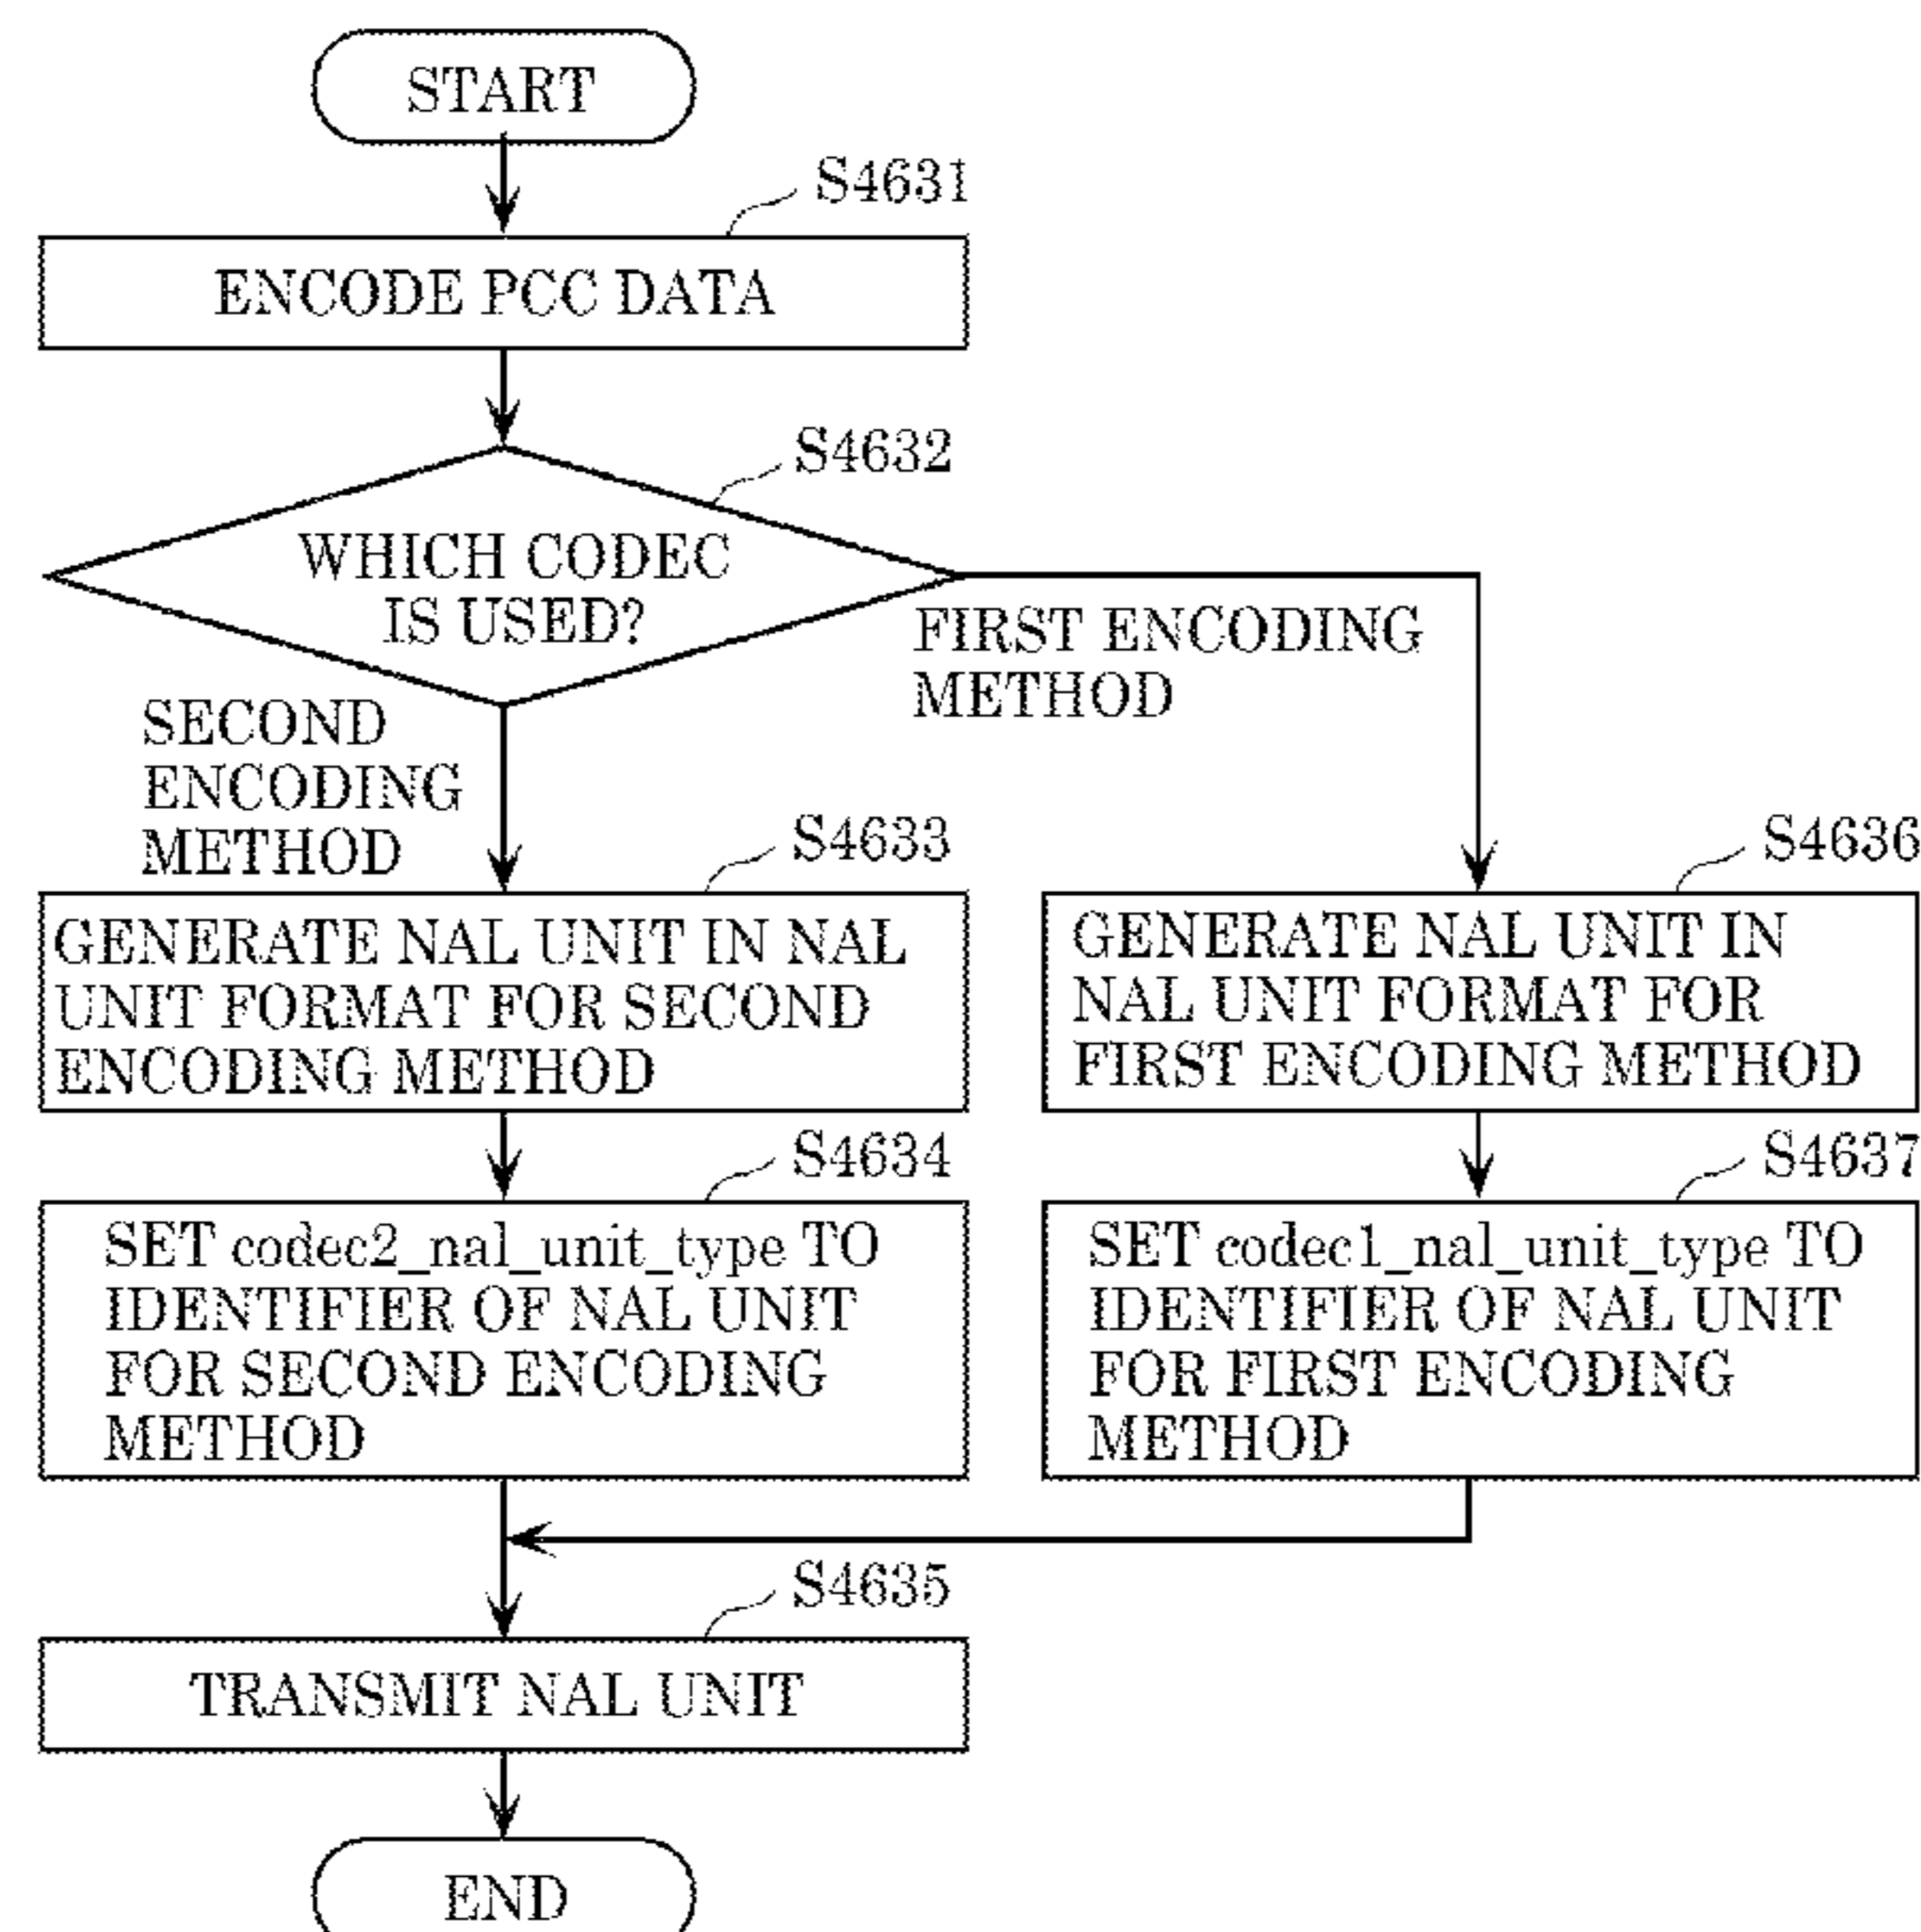 START
S4631
ENCODE PCC DATA
S4632
WHICH CODEC
IS USED?
FIRST ENCODING
METHOD
SECOND
ENCODING
METHOD
S4633
GENERATE NAL UNIT IN NAL
UNIT FORMAT FOR SECOND
ENCODING METHOD
S4636
GENERATE NAL UNIT IN
NAL UNIT FORMAT FOR
FIRST ENCODING METHOD
S4634
SET codec2_nal_unit_type TO
IDENTIFIER OF NAL UNIT
FOR SECOND ENCODING
METHOD
S4637
SET codec1_nal_unit_type TO
IDENTIFIER OF NAL UNIT
FOR FIRST ENCODING
METHOD
S4635
TRANSMIT NAL UNIT
END